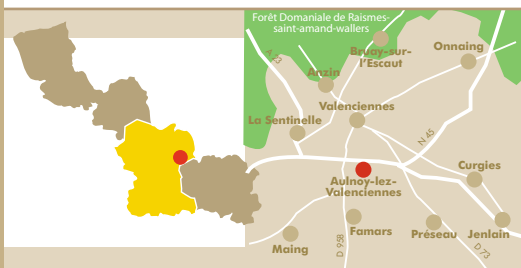 Forêt Domaniale de Raismes-
saint-amand-wallers
A 23
Bruay-sur-
l'Escaut
Onnaing
Anzin
Valenciennes
La Sentinelle
N 45
Curgies
Aulnoy-lez-
Valenciennes
Famars
Préseau
Jenlain
Maing
D 958
D 73